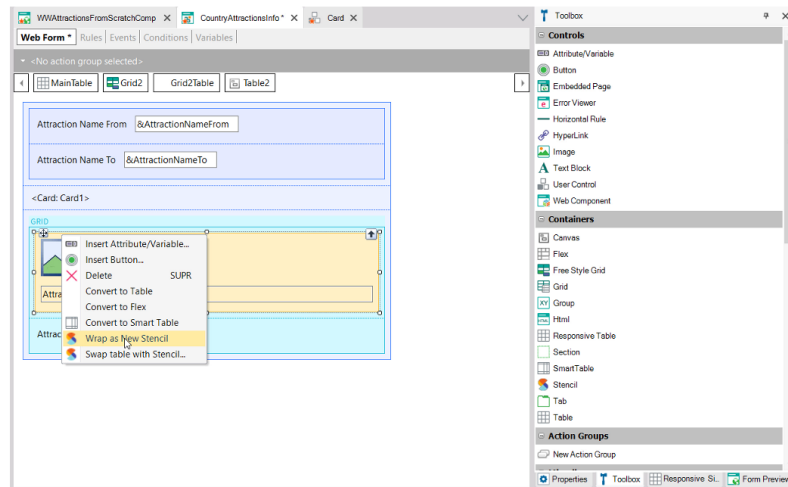 WWAttractionsFromScratchComp
CountryAttractionsInfo *
Card
Toolbox
Web Form *
Rules
Events
Conditions
Variables
<No action group selected>
MainTable
Grid2
Grid2Table
Table2
Attraction Name From
&AttractionNameFrom
Attraction Name To
&AttractionNameTo
<Card: Card1>
GRID
Insert Attribute/Variable...
Insert Button...
Delete SUPR
Convert to Table
Convert to Flex
Convert to Smart Table
Wrap as New Stencil
Swap table with Stencil...
Controls
Attribute/Variable
Button
Embedded Page
Error Viewer
Horizontal Rule
HyperLink
Image
Text Block
User Control
Web Component
Containers
Canvas
Flex
Free Style Grid
Grid
Group
Html
Responsive Table
Section
SmartTable
Stencil
Tab
Table
Action Groups
New Action Group
Properties
Toolbox
Responsive Si..
Form Preview